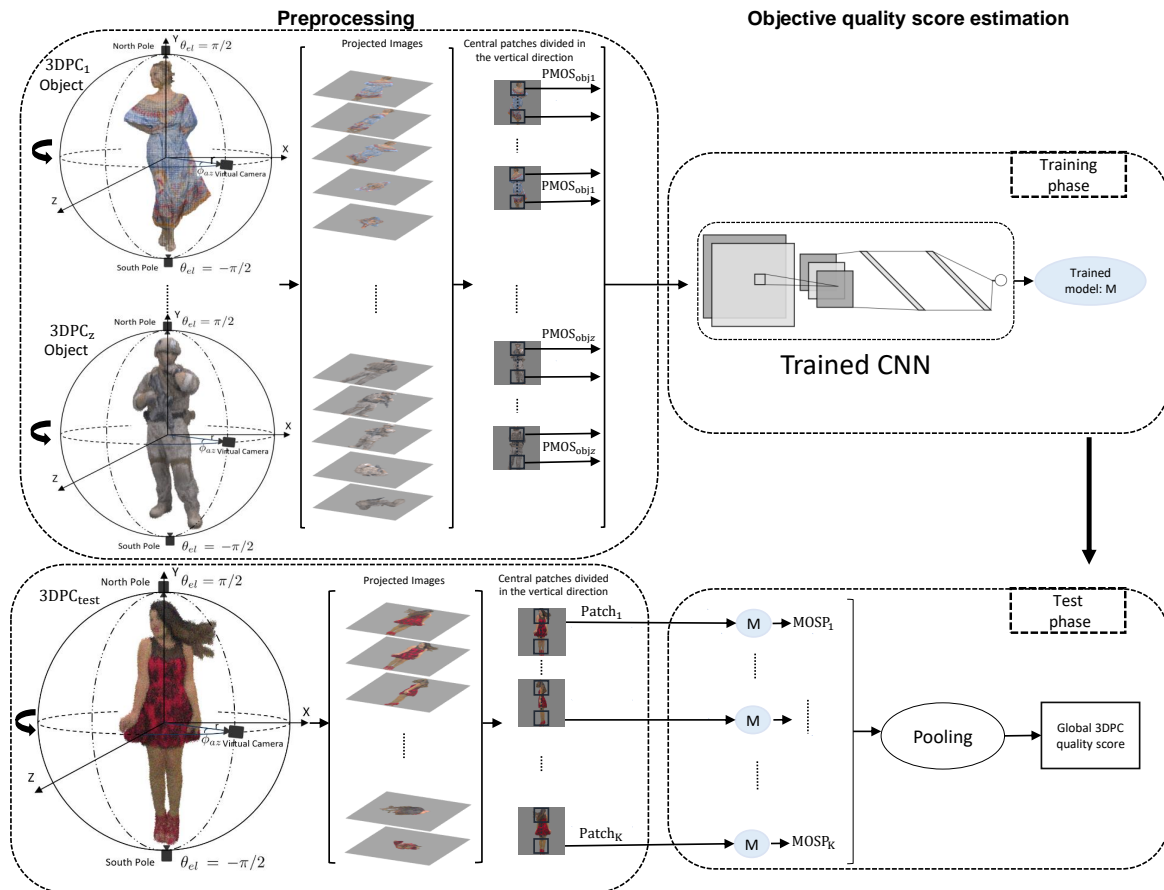 Preprocessing
Objective quality score estimation
3DPC1
Object
North Pole
Y
θel = π/2
X
r
ϕaz Virtual Camera
Z
South Pole
θel = −π/2
Projected Images
Central patches divided in
the vertical direction
PMOSobj1
PMOSobj1
3DPCz
Object
North Pole
Y
θel = π/2
X
r
ϕaz Virtual Camera
Z
South Pole
θel = −π/2
PMOSobjz
PMOSobjz
Training
phase
Trained
model: M
Trained CNN
3DPCtest
North Pole
Y
θel = π/2
X
r
ϕaz Virtual Camera
Z
South Pole
θel = −π/2
Projected Images
Central patches divided
in the vertical direction
Patch1
PatchK
M
MOSP1
M
M
MOSPK
Test
phase
Pooling
Global 3DPC
quality score